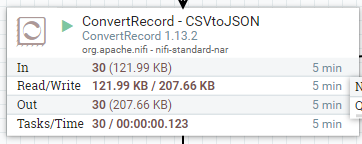 ConvertRecord - CSVtoJSON
ConvertRecord 1.13.2
org.apache.nifi - nifi-standard-nar
In 30 (121.99 KB) 5 min
Read/Write 121.99 KB / 207.66 KB 5 min
Out 30 (207.66 KB) 5 min
Tasks/Time 30 / 00:00:00.123 5 min
N
Q